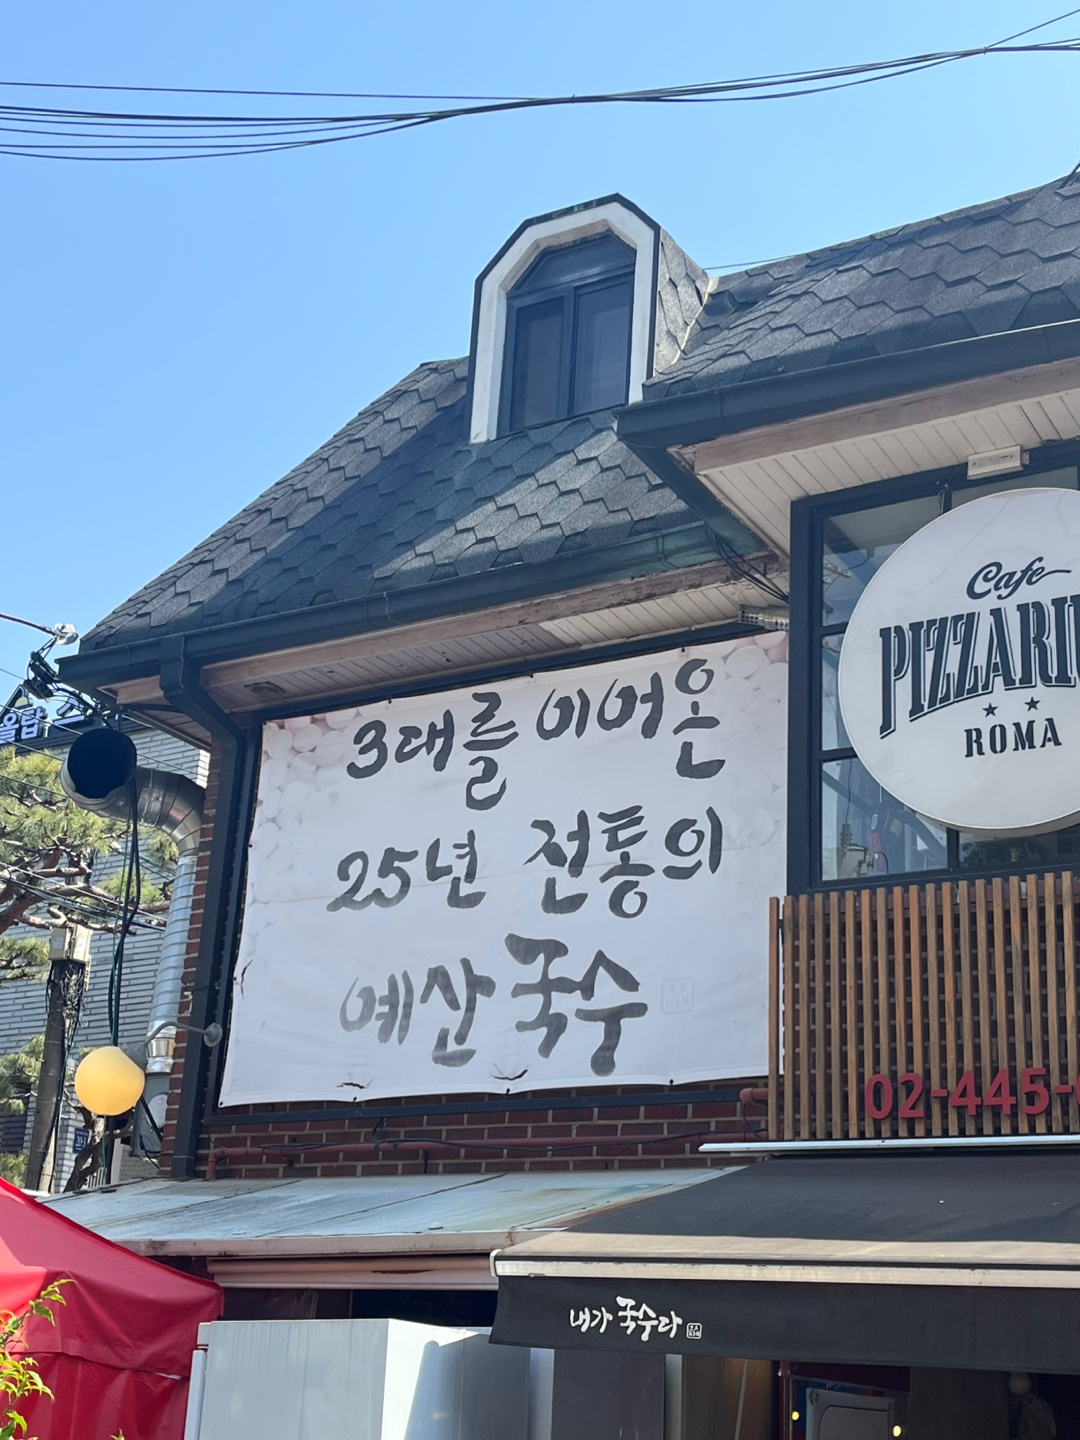 3대를 이어온
25년 전통의
예산국수
Cafe
ROMA
02-445-
내가 국수다